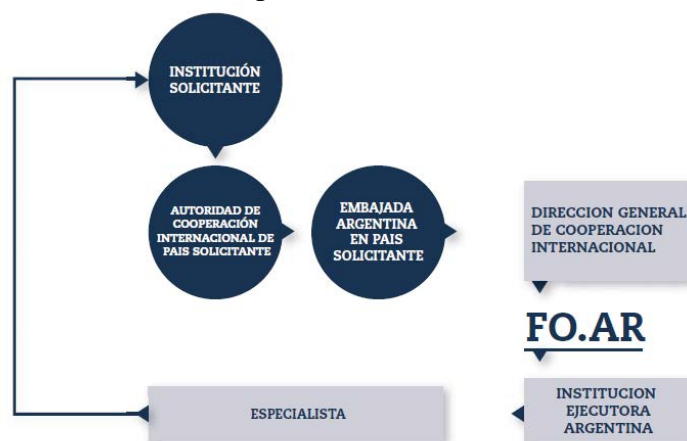 INSTITUCIÓN
SOLICITANTE
AUTORIDAD DE
COOPERACIÓN
INTERNACIONAL DE
PAIS SOLICITANTE
EMBAJADA
ARGENTINA
EN PAIS
SOLICITANTE
DIRECCION GENERAL
DE COOPERACION
INTERNACIONAL
FO.AR
INSTITUCION
EJECUTORA
ARGENTINA
ESPECIALISTA